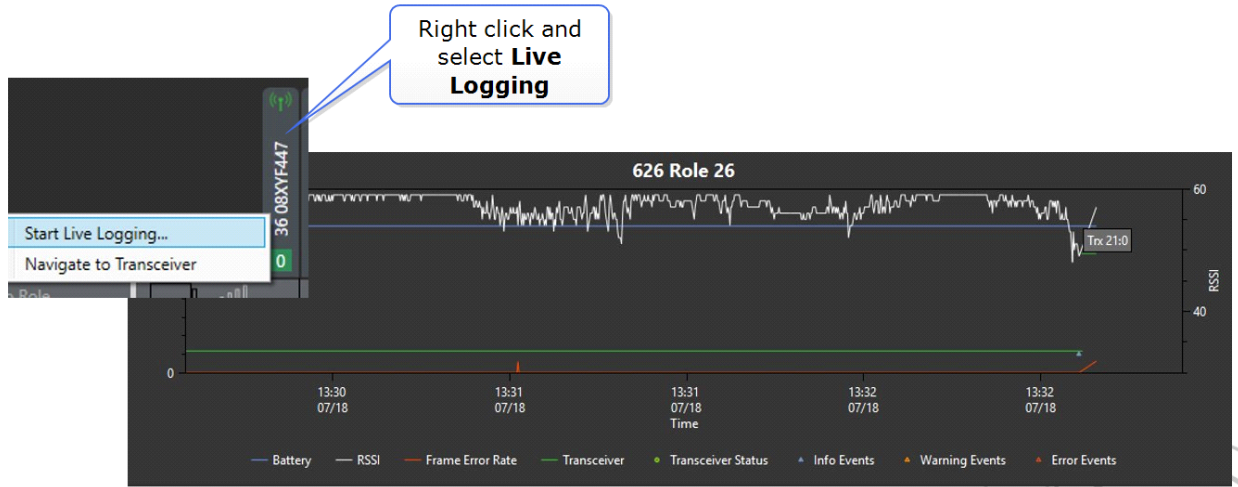 Right click and
select Live
Logging
36 08XYF447
0
Start Live Logging...
Navigate to Transceiver
Role
626 Role 26
60
Trx 21:0
RSSI
40
0
13:30
07/18
13:31
07/18
13:31
07/18
13:32
07/18
13:32
07/18
Time
Battery RSSI Frame Error Rate Transceiver Transceiver Status Info Events Warning Events Error Events